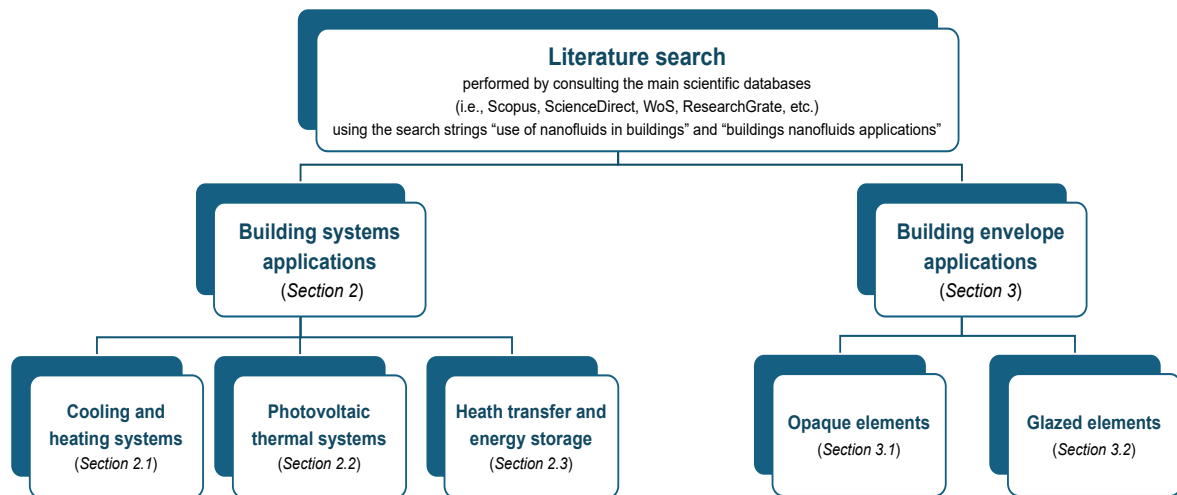 Literature search
performed by consulting the main scientific databases
(i.e., Scopus, ScienceDirect, WoS, ResearchGrate, etc.)
using the search strings “use of nanofluids in buildings” and “buildings nanofluids applications”
Building systems
applications
(Section 2)
Building envelope
applications
(Section 3)
Cooling and
heating systems
(Section 2.1)
Photovoltaic
thermal systems
(Section 2.2)
Heath transfer and
energy storage
(Section 2.3)
Opaque elements
(Section 3.1)
Glazed elements
(Section 3.2)